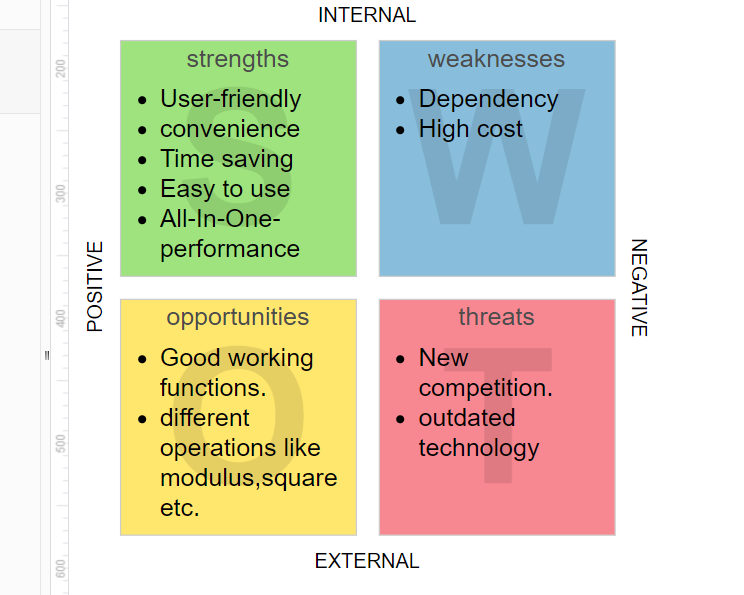 INTERNAL
200
strengths
• User-friendly
• convenience
• Time saving
• Easy to use
• All-In-One-
performance
S
weaknesses
• Dependency
• High cost
W
300
POSITIVE
NEGATIVE
400
opportunities
• Good working
functions.
• different
operations like
modulus,square
etc.
O
threats
• New
competition.
• outdated
technology
T
500
EXTERNAL
600